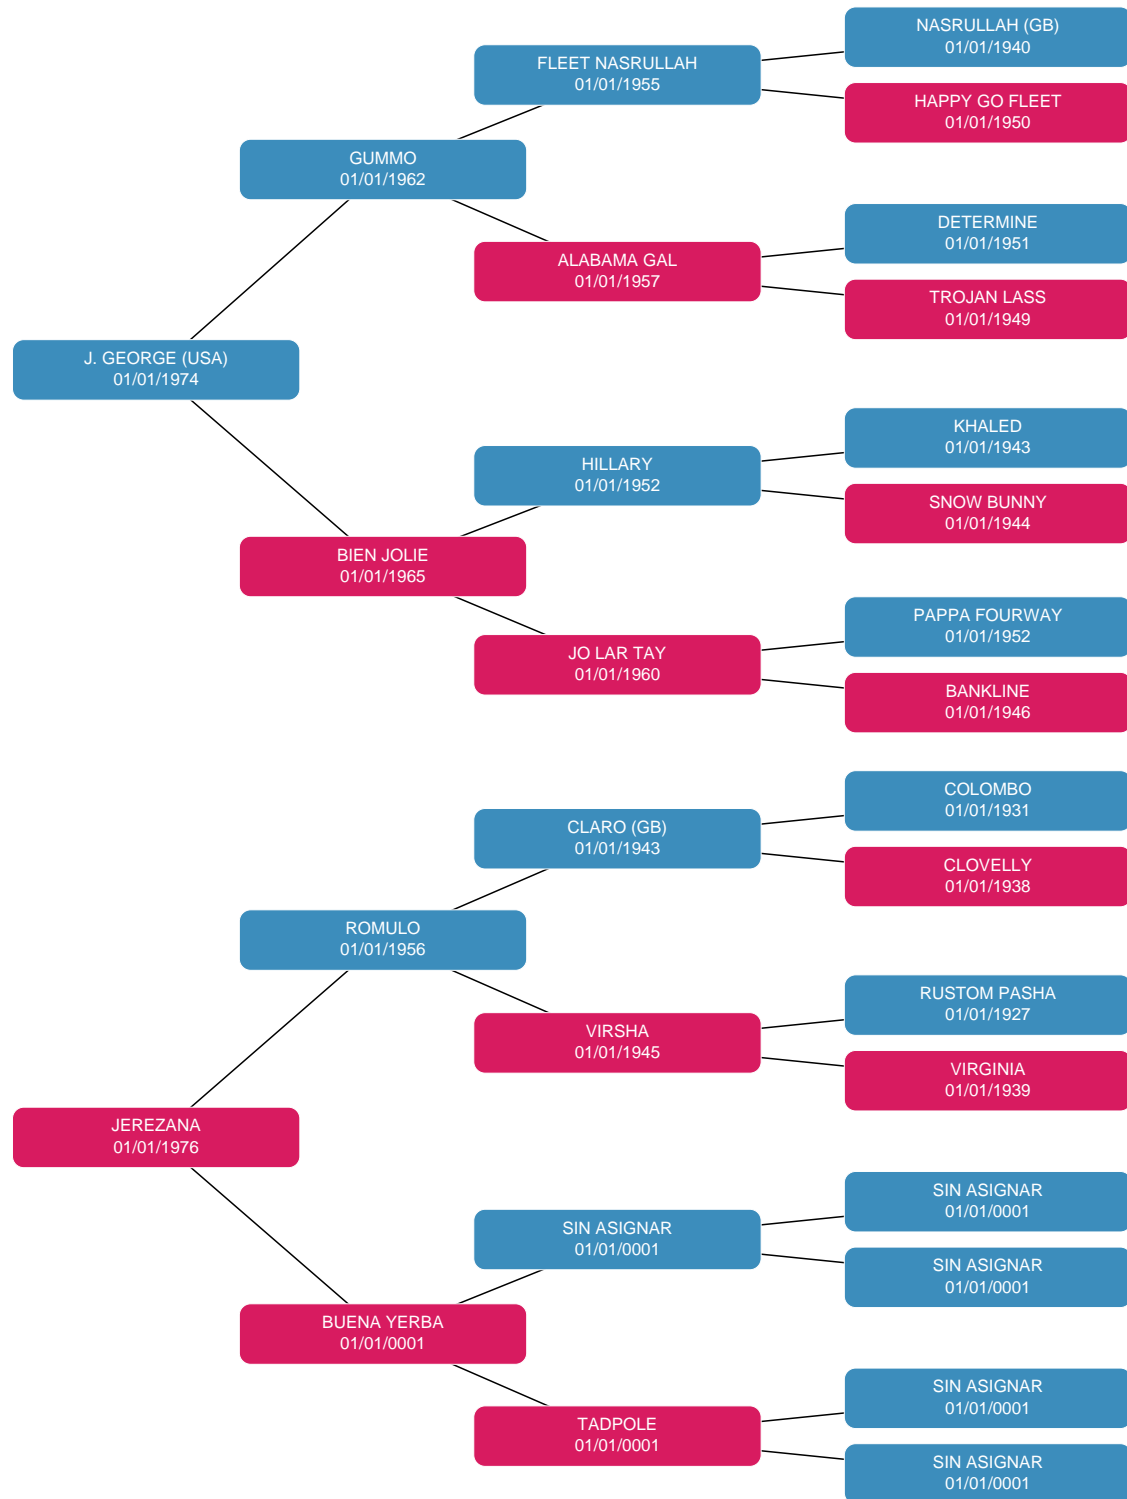 NASRULLAH (GB)
01/01/1940
FLEET NASRULLAH
01/01/1955
HAPPY GO FLEET
01/01/1950
GUMMO
01/01/1962
DETERMINE
01/01/1951
ALABAMA GAL
01/01/1957
TROJAN LASS
01/01/1949
J. GEORGE (USA)
01/01/1974
KHALED
01/01/1943
HILLARY
01/01/1952
SNOW BUNNY
01/01/1944
BIEN JOLIE
01/01/1965
PAPPA FOURWAY
01/01/1952
JO LAR TAY
01/01/1960
BANKLINE
01/01/1946
COLOMBO
01/01/1931
CLARO (GB)
01/01/1943
CLOVELLY
01/01/1938
ROMULO
01/01/1956
RUSTOM PASHA
01/01/1927
VIRSHA
01/01/1945
VIRGINIA
01/01/1939
JEREZANA
01/01/1976
SIN ASIGNAR
01/01/0001
SIN ASIGNAR
01/01/0001
SIN ASIGNAR
01/01/0001
BUENA YERBA
01/01/0001
SIN ASIGNAR
01/01/0001
TADPOLE
01/01/0001
SIN ASIGNAR
01/01/0001